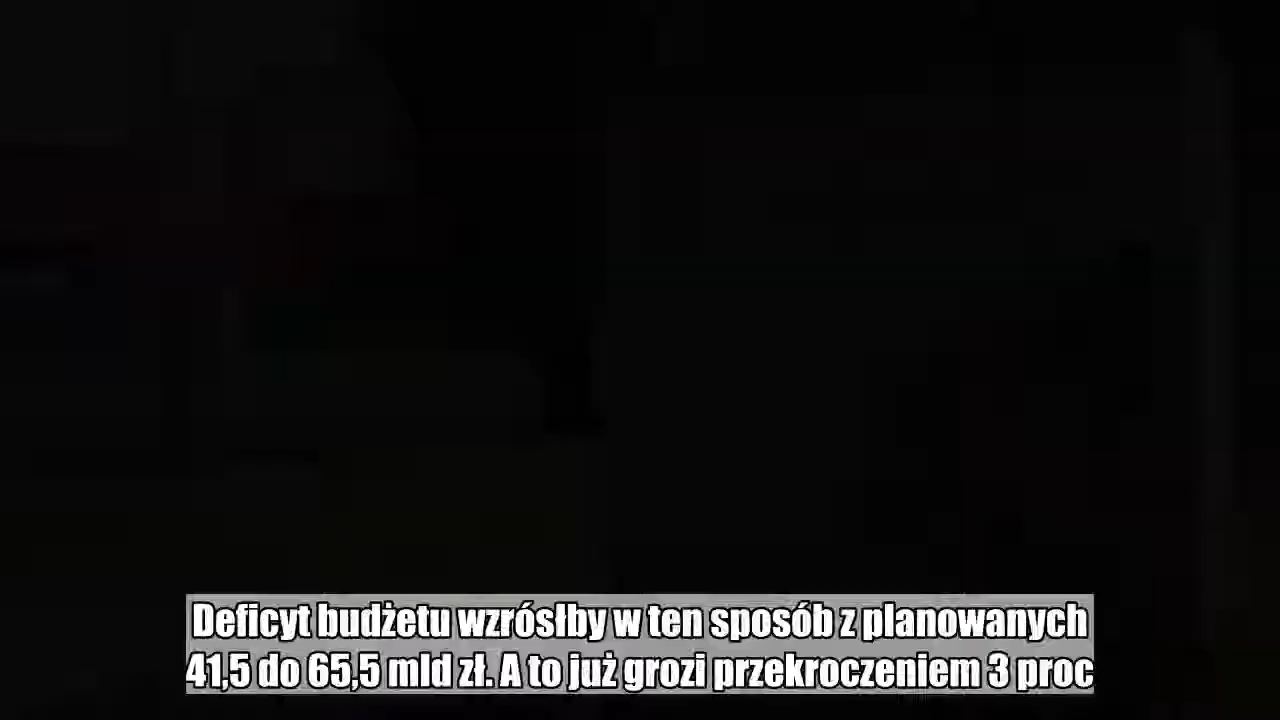 Deficyt budżetu wzrósłby w ten sposób z planowanych
41,5 do 65,5 mld zł. A to już grozi przekroczeniem 3 proc